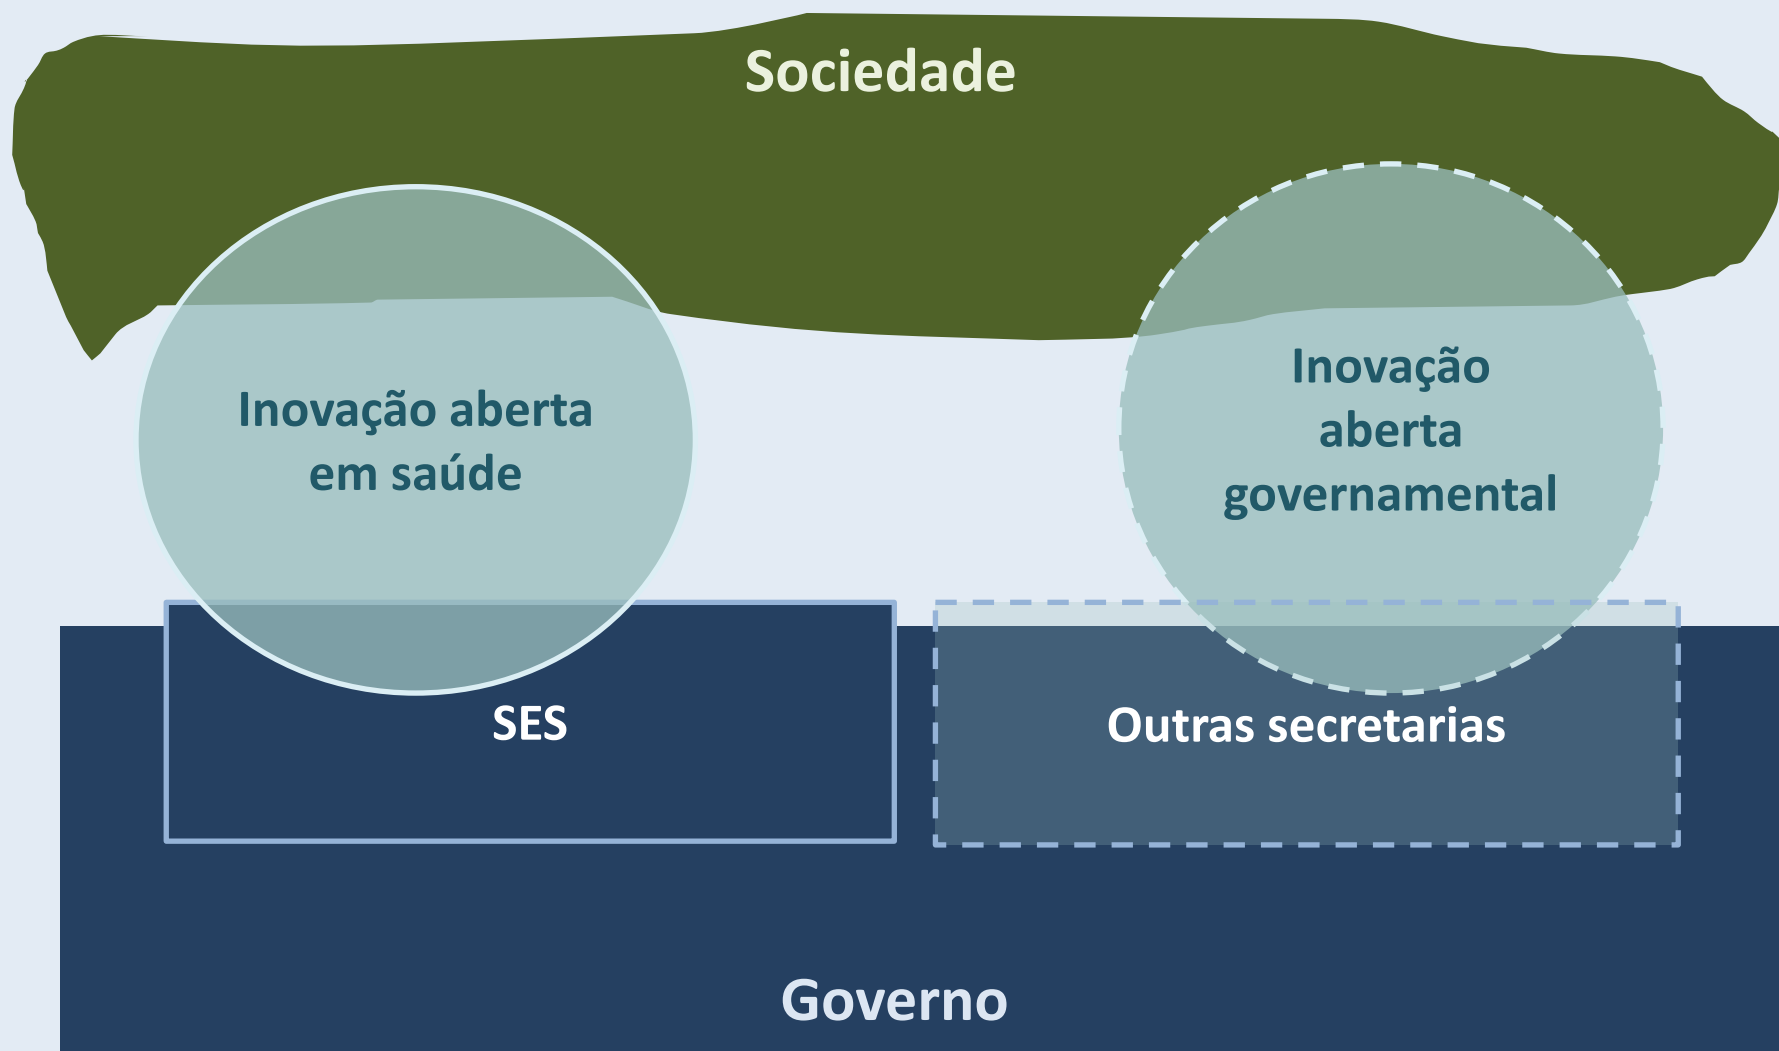 Sociedade
Inovação aberta
em saúde
Inovação
aberta
governamental
SES
Outras secretarias
Governo